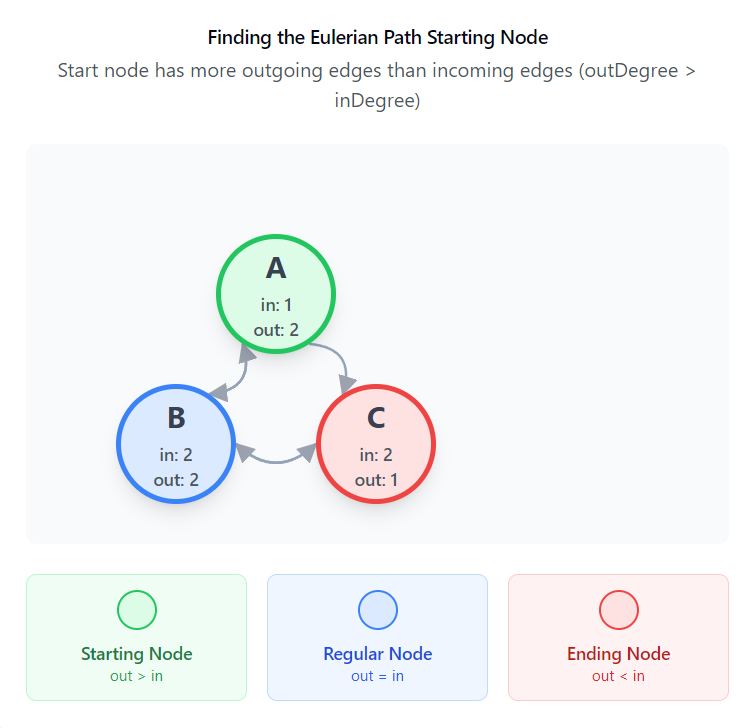 Finding the Eulerian Path Starting Node
Start node has more outgoing edges than incoming edges (outDegree >
inDegree)
A
in: 1
out: 2
B
in: 2
out: 2
C
in: 2
out: 1
Starting Node
out > in
Regular Node
out = in
Ending Node
out < in